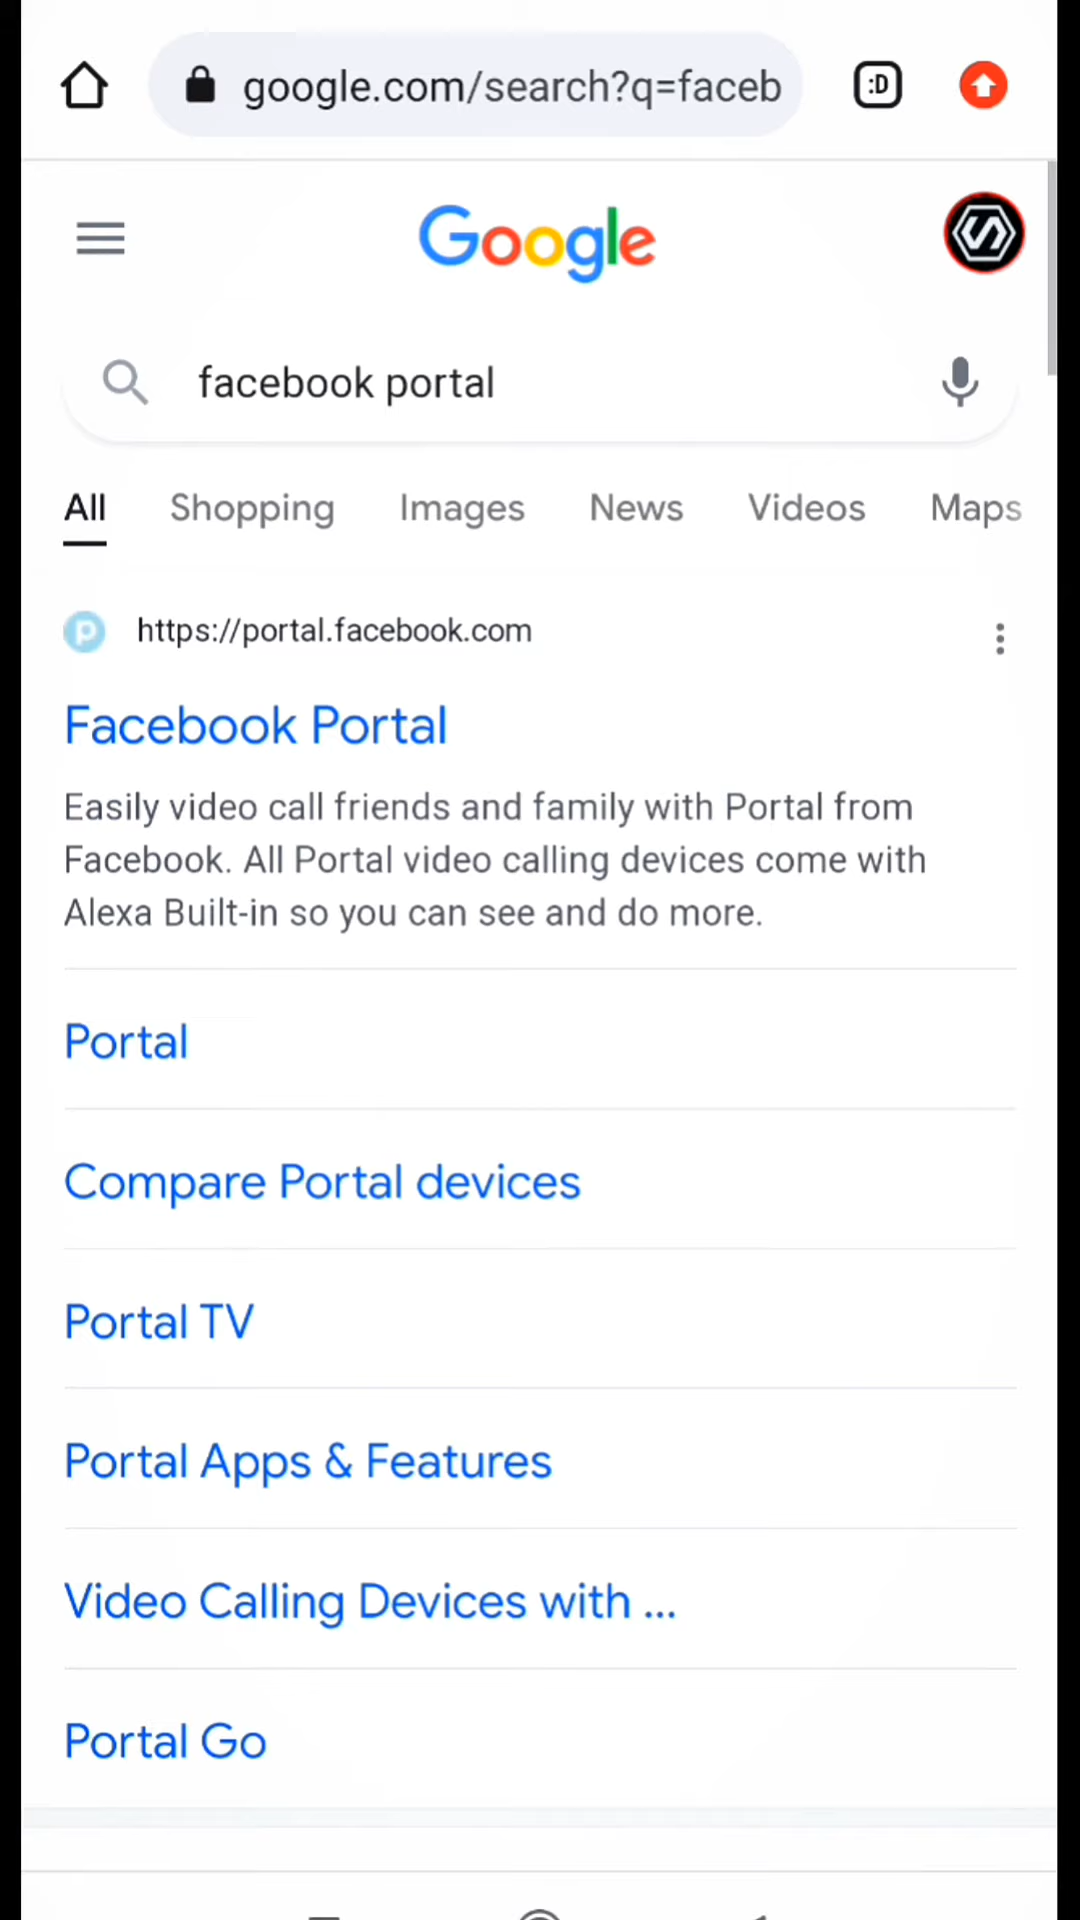 google.com/search?q=faceb
:D
Google
facebook portal
All Shopping Images News Videos Maps
https://portal.facebook.com
Facebook Portal
Easily video call friends and family with Portal from
Facebook. All Portal video calling devices come with
Alexa Built-in so you can see and do more.
Portal
Compare Portal devices
Portal TV
Portal Apps & Features
Video Calling Devices with ...
Portal Go